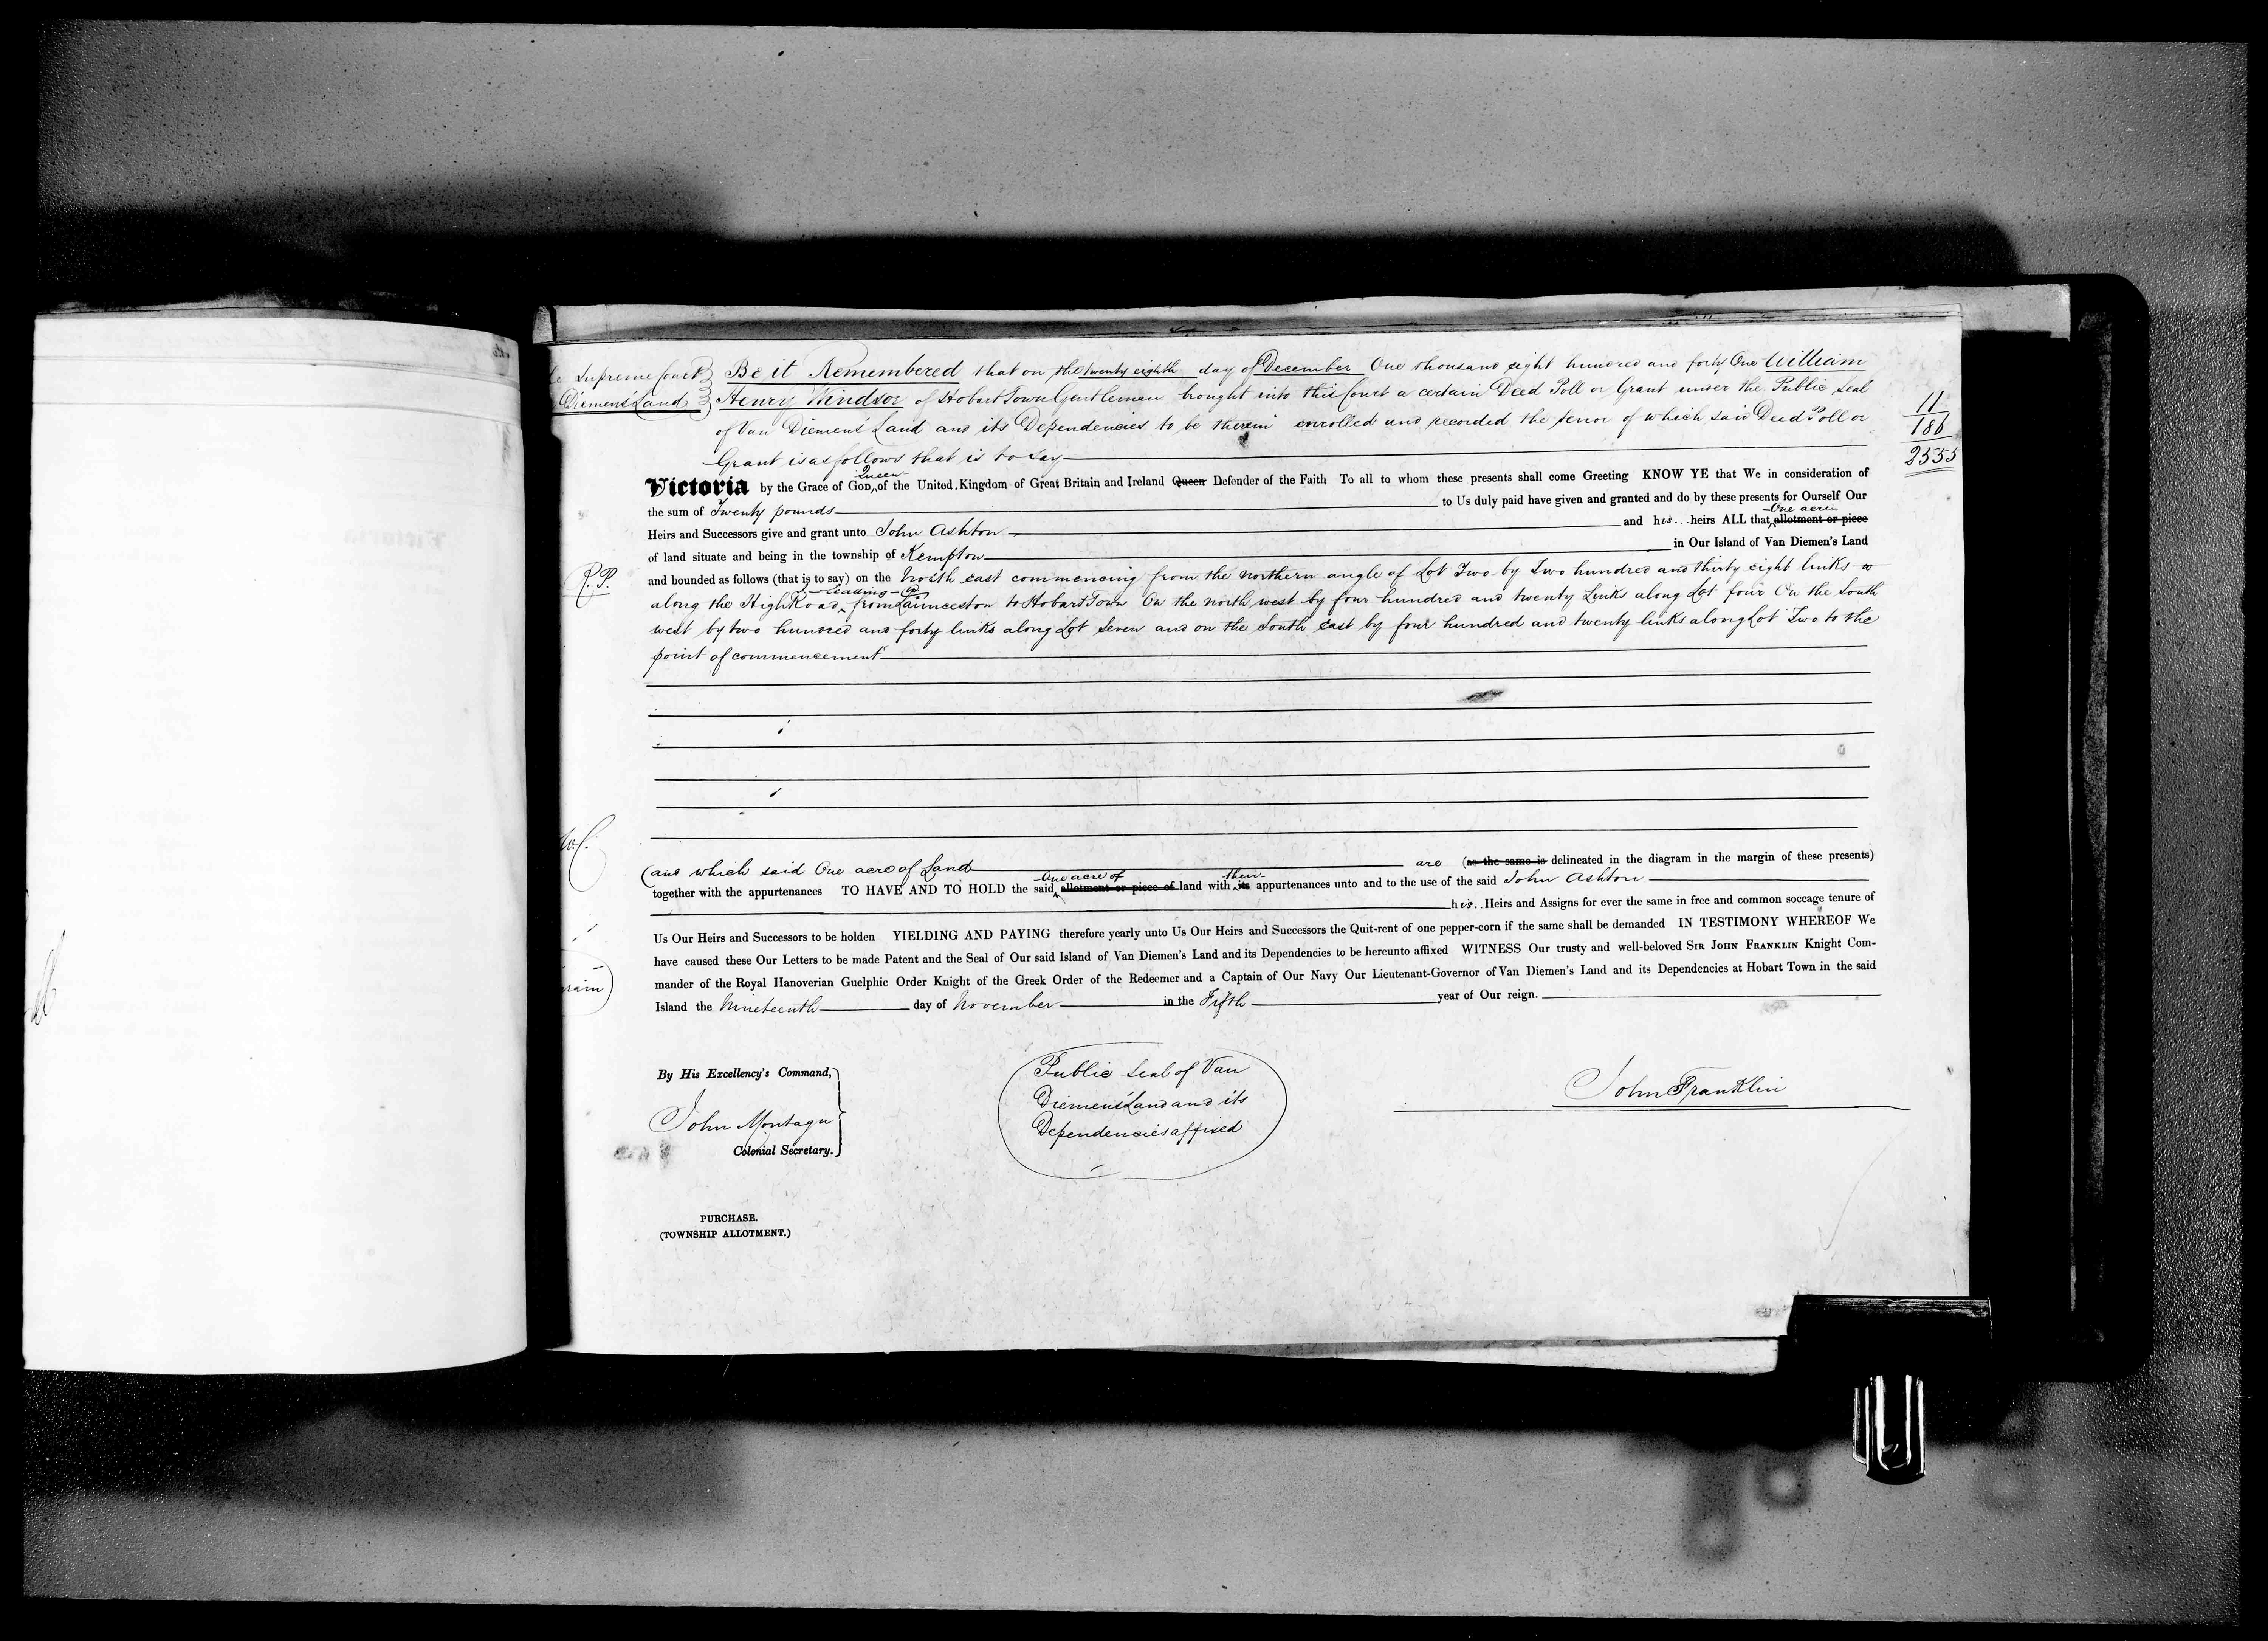 Supreme Court Be it Remembered that on the twenty eighth day of December One thousand eight hundred and forty One William
Diemen's Land Henry Windsor of Hobart Town Gentleman brought into this Court a certain Deed Poll or Grant under the Public Seal
of Van Diemen's Land and its Dependencies to be therein enrolled and recorded the tenor of which said Deed Poll or
Grant is as follows that is to say
11
186
2555
Queen
Victoria by the Grace of God, of the United Kingdom of Great Britain and Ireland Queen Defender of the Faith To all to whom these presents shall come Greeting KNOW YE that We in consideration of
the sum of Twenty pounds to Us duly paid have given and granted and do by these presents for Ourself Our
One acre
Heirs and Successors give and grant unto John Ashton and his heirs ALL that allotment or piece
of land situate and being in the township of Kempton in Our Island of Van Diemen's Land
R.P.
and bounded as follows (that is to say) on the North east commencing from the northern angle of Lot Two by Two hundred and thirty eight links
leading
along the High Road from Launceston to Hobart Town On the north west by four hundred and twenty Links along Lot four On the South
west by two hundred and forty links along Lot Seven and on the South east by four hundred and twenty links along Lot Two to the
point of commencement
(and which said One acre of Land are (as the same is delineated in the diagram in the margin of these presents)
One acre of their
together with the appurtenances TO HAVE AND TO HOLD the said allotment or piece of land with its appurtenances unto and to the use of the said John Ashton
his Heirs and Assigns for ever the same in free and common soccage tenure of
Us Our Heirs and Successors to be holden YIELDING AND PAYING therefore yearly unto Us Our Heirs and Successors the Quit-rent of one pepper-corn if the same shall be demanded IN TESTIMONY WHEREOF We
have caused these Our Letters to be made Patent and the Seal of Our said Island of Van Diemen's Land and its Dependencies to be hereunto affixed WITNESS Our trusty and well-beloved SIR JOHN FRANKLIN Knight Com-
mander of the Royal Hanoverian Guelphic Order Knight of the Greek Order of the Redeemer and a Captain of Our Navy Our Lieutenant-Governor of Van Diemen's Land and its Dependencies at Hobart Town in the said
Island the Nineteenth day of November in the Fifth year of Our reign.
By His Excellency's Command,
John Montagu
Colonial Secretary.
Public Seal of Van
Diemen's Land and its
Dependencies affixed
John Franklin
PURCHASE.
(TOWNSHIP ALLOTMENT.)